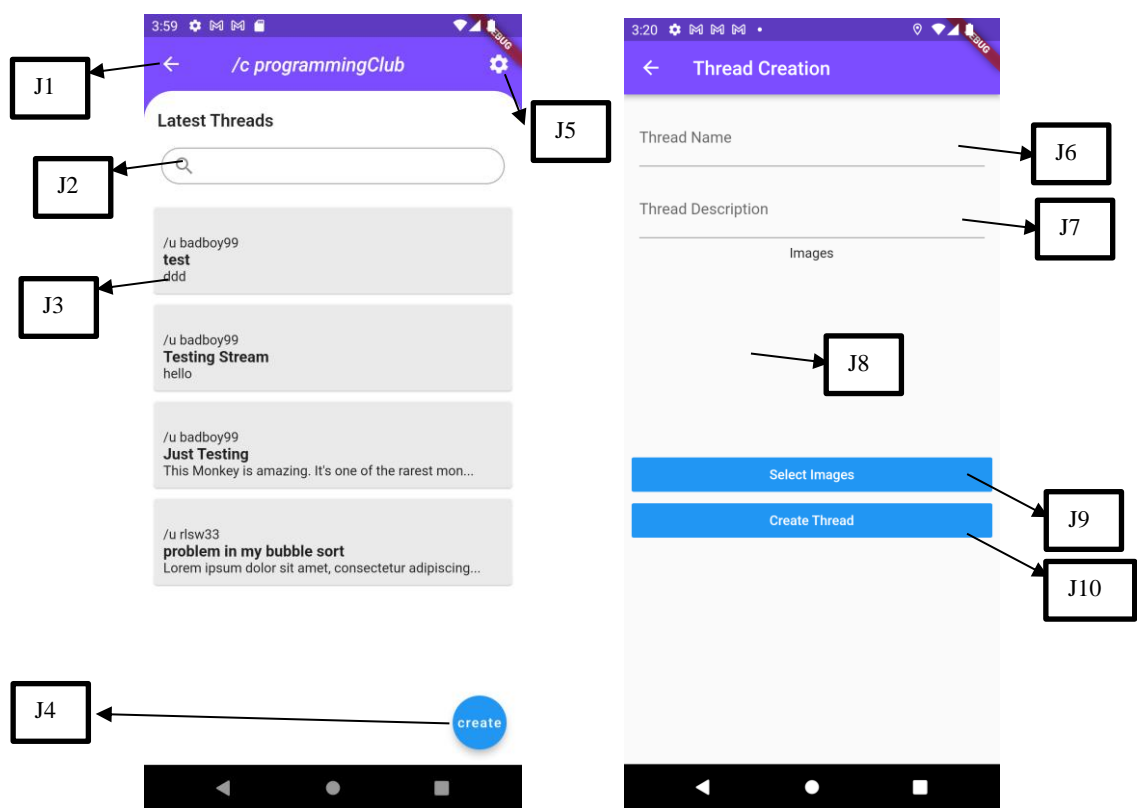 3:59
DEBUG
J1
/c programmingClub
J5
Latest Threads
J2
/u badboy99
test
ddd
J3
/u badboy99
Testing Stream
hello
/u badboy99
Just Testing
This Monkey is amazing. It's one of the rarest mon...
/u rlsw33
problem in my bubble sort
Lorem ipsum dolor sit amet, consectetur adipiscing...
J4
create
3:20
DEBUG
Thread Creation
Thread Name
J6
Thread Description
J7
Images
J8
Select Images
J9
Create Thread
J10